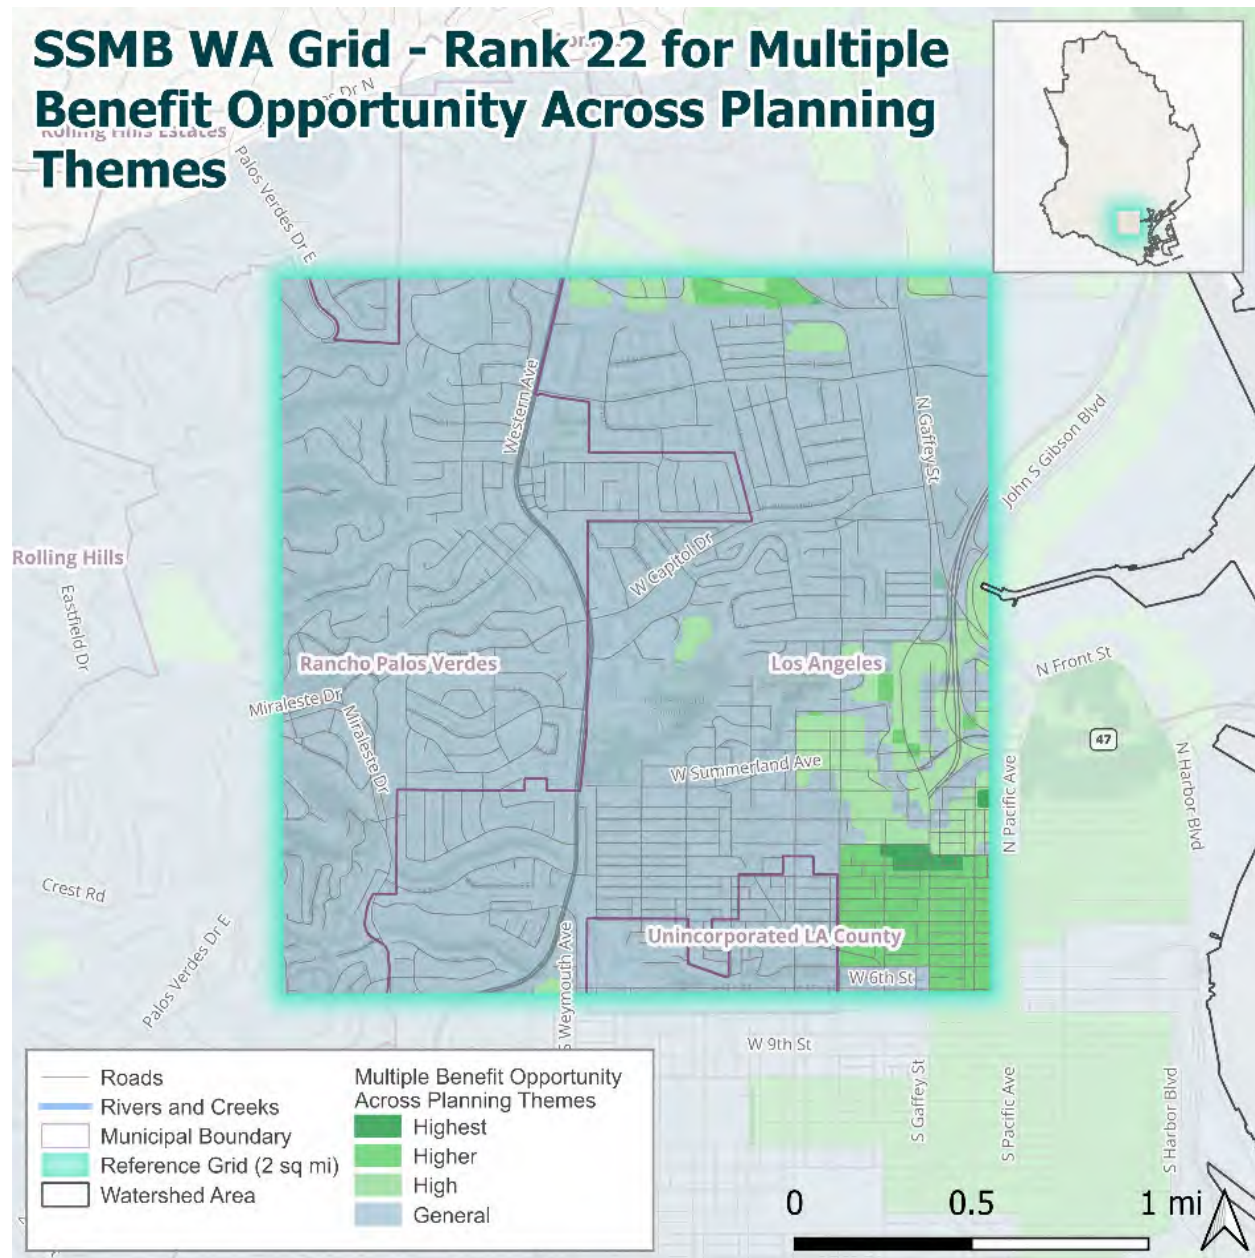 SSMB WA Grid - Rank 22 for Multiple
Benefit Opportunity Across Planning
Themes
Dr N
Rolling Hills Estates
Palos Verdes Dr E
Western Ave
N Gaffey St
John S Gibson Blvd
Rolling Hills
Eastfield Dr
W Capitol Dr
Rancho Palos Verdes
Los Angeles
N Front St
Miraleste Dr
Miraleste Dr
47
W Summerland Ave
N Pacific Ave
N Harbor Blvd
Crest Rd
Palos Verdes Dr E
Unincorporated LA County
W 6th St
S Weymouth Ave
W 9th St
S Gaffey St
S Pacific Ave
S Harbor Blvd
Roads
Rivers and Creeks
Municipal Boundary
Reference Grid (2 sq mi)
Watershed Area
Multiple Benefit Opportunity
Across Planning Themes
Highest
Higher
High
General
0 0.5 1 mi